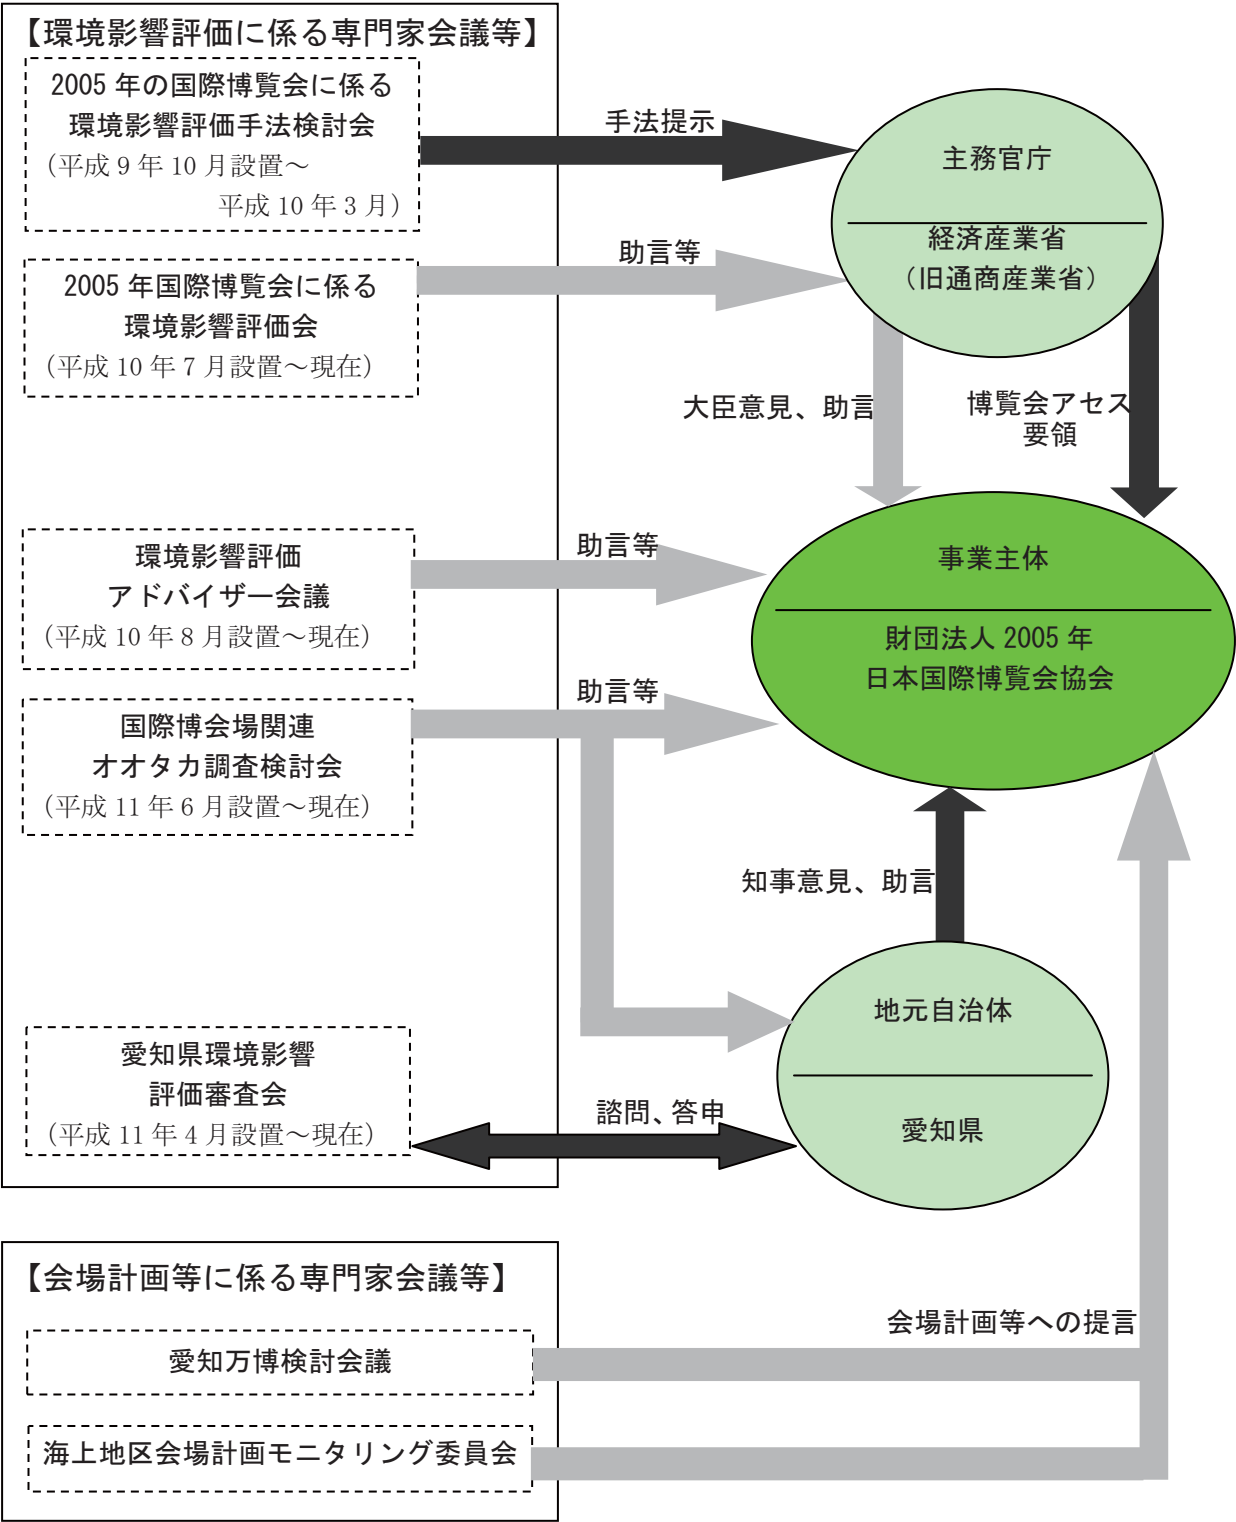 【環境影響評価に係る専門家会議等】
2005 年の国際博覧会に係る
環境影響評価手法検討会
（平成 9 年 10 月設置～
平成 10 年 3 月）
手法提示
主務官庁
経済産業省
（旧通商産業省）
2005 年国際博覧会に係る
環境影響評価会
（平成 10 年 7 月設置～現在）
助言等
大臣意見、助言
博覧会アセス
要領
環境影響評価
アドバイザー会議
（平成 10 年 8 月設置～現在）
助言等
事業主体
財団法人 2005 年
日本国際博覧会協会
国際博会場関連
オオタカ調査検討会
（平成 11 年 6 月設置～現在）
助言等
知事意見、助言
地元自治体
愛知県
愛知県環境影響
評価審査会
（平成 11 年 4 月設置～現在）
諮問、答申
【会場計画等に係る専門家会議等】
会場計画等への提言
愛知万博検討会議
海上地区会場計画モニタリング委員会